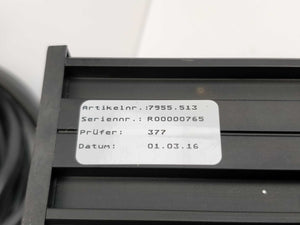 Artikelnr.:7955.513
Seriennr.: R00000765
Prüfer: 377
Datum: 01.03.16